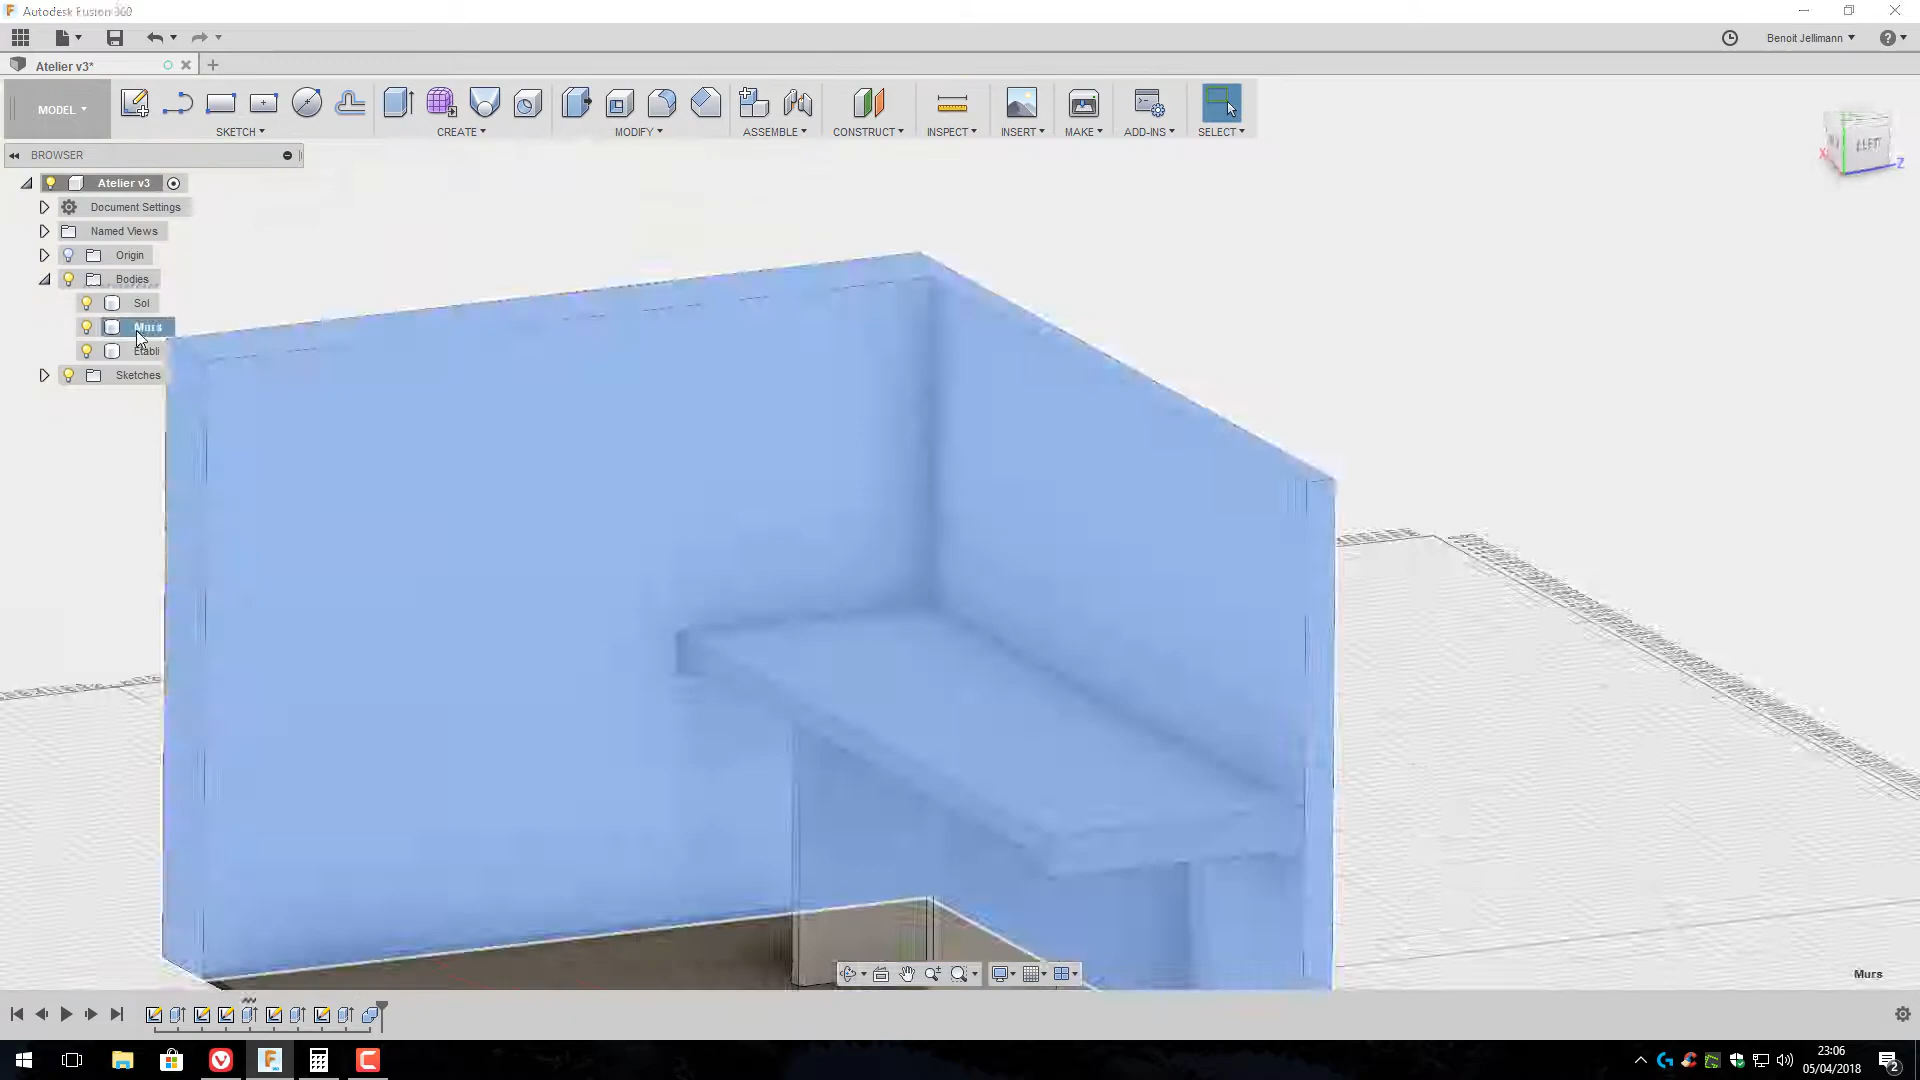 Autodesk Fusion 360
Benoit Jellimann
Atelier v3*
MODEL
SKETCH
CREATE
MODIFY
ASSEMBLE
CONSTRUCT
INSPECT
INSERT
MAKE
ADD-INS
SELECT
BROWSER
LEFT
X
Z
Atelier v3
Document Settings
Named Views
Origin
Bodies
Sol
Murs
Etabli
Sketches
Murs
23:06
05/04/2018
2